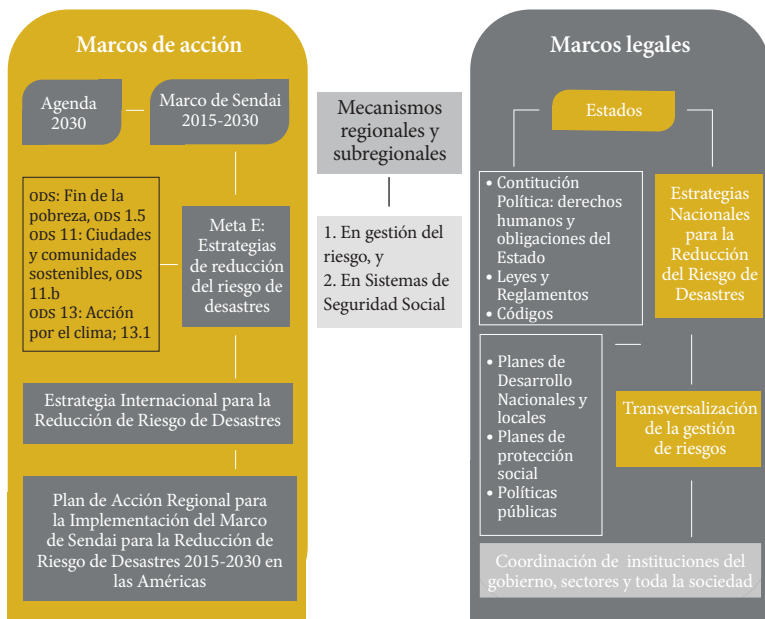 Marcos de acción
Agenda
2030
Marco de Sendai
2015-2030
ODS: Fin de la
pobreza, ODS 1.5
ODS 11: Ciudades
y comunidades
sostenibles, ODS
11.b
ODS 13: Acción
por el clima; 13.1
Meta E:
Estrategias
de reducción
del riesgo de
desastres
Estrategia Internacional para la
Reducción de Riesgo de Desastres
Plan de Acción Regional para
la Implementación del Marco
de Sendai para la Reducción de
Riesgo de Desastres 2015-2030 en
las Américas
Mecanismos
regionales y
subregionales
1. En gestión del
riesgo, y
2. En Sistemas de
Seguridad Social
Marcos legales
Estados
• Contitución
Política: derechos
humanos y
obligaciones del
Estado
• Leyes y
Reglamentos
• Códigos
Estrategias
Nacionales
para la
Reducción
del Riesgo de
Desastres
• Planes de
Desarrollo
Nacionales y
locales
• Planes de
protección
social
• Políticas
públicas
Transversalización
de la gestión
de riesgos
Coordinación de instituciones del
gobierno, sectores y toda la sociedad